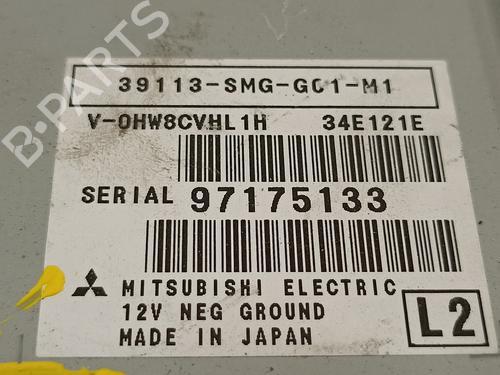 39113-SMG-G01-M1
V-0HW8CVHL1H 34E121E
SERIAL 97175133
MITSUBISHI ELECTRIC
12V NEG GROUND
MADE IN JAPAN
L2
B-PARTS